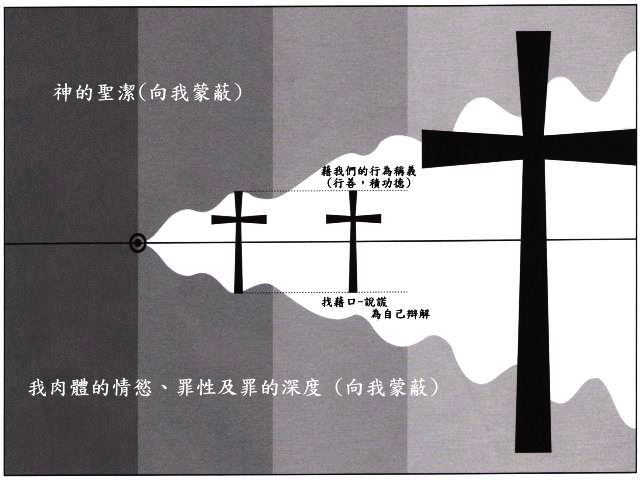 神的聖潔(向我蒙蔽)
藉我們的行為稱義
(行善，積功德)
找藉口-說謊
為自己辯解
我肉體的情慾、罪性及罪的深度 (向我蒙蔽)